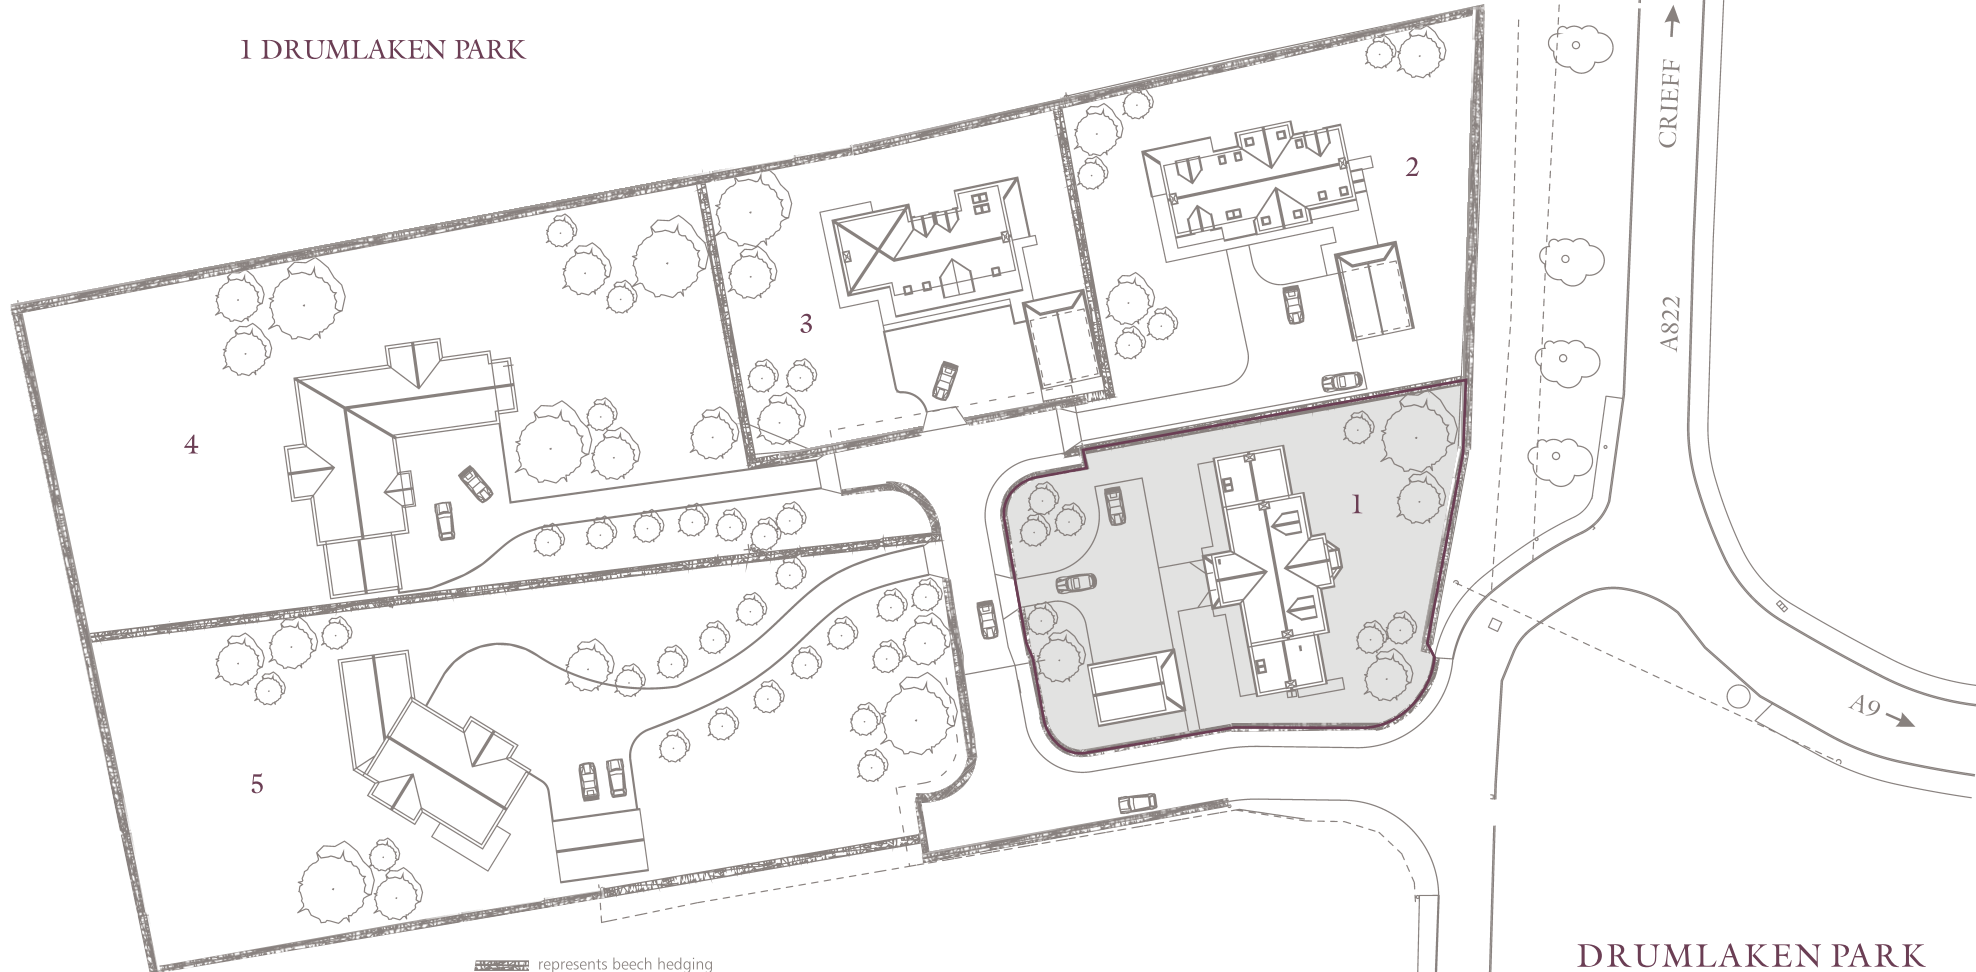 1 DRUMLAKEN PARK
CRIEFF
2
3
A822
4
1
A9
5
represents beech hedging
DRUMLAKEN PARK